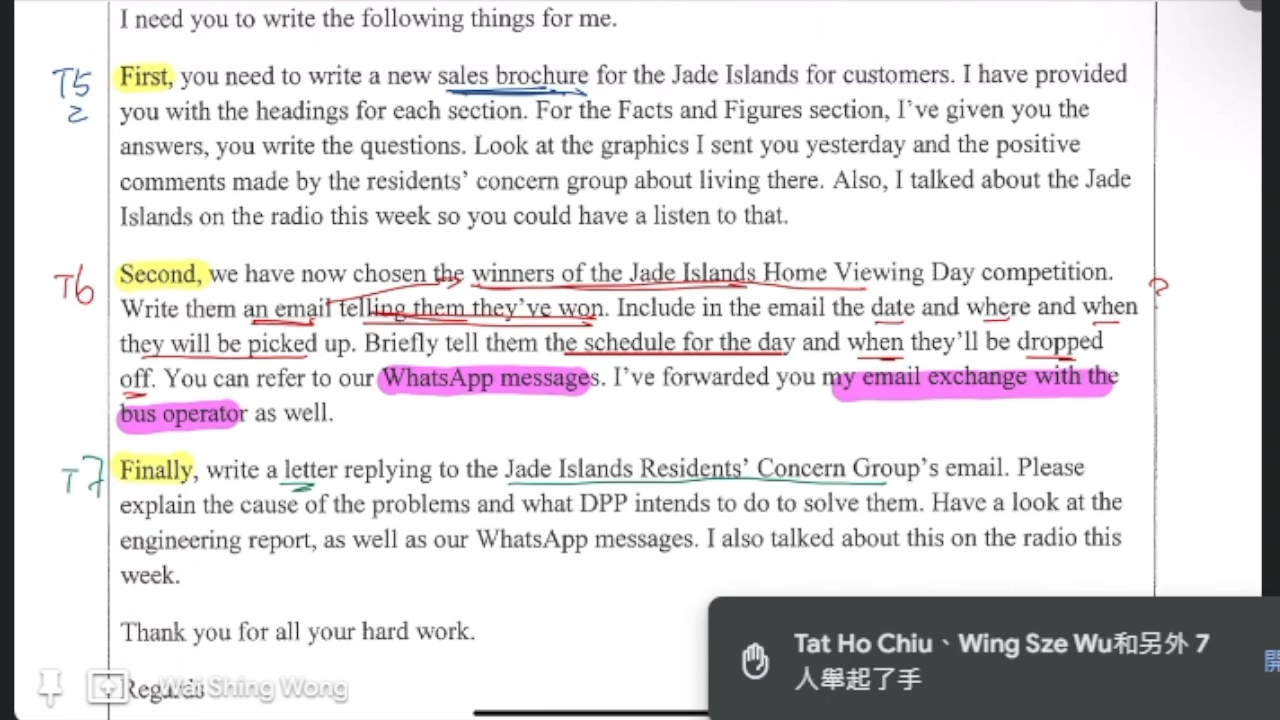 I need you to write the following things for me.
T5
First, you need to write a new sales brochure for the Jade Islands for customers. I have provided
2
you with the headings for each section. For the Facts and Figures section, I've given you the
answers, you write the questions. Look at the graphics I sent you yesterday and the positive
comments made by the residents' concern group about living there. Also, I talked about the Jade
Islands on the radio this week so you could have a listen to that.
T6
Second, we have now chosen the winners of the Jade Islands Home Viewing Day competition.
?
Write them an email telling them they've won. Include in the email the date and where and when
they will be picked up. Briefly tell them the schedule for the day and when they'll be dropped
off. You can refer to our WhatsApp messages. I've forwarded you my email exchange with the
bus operator as well.
T7
Finally, write a letter replying to the Jade Islands Residents' Concern Group's email. Please
explain the cause of the problems and what DPP intends to do to solve them. Have a look at the
engineering report, as well as our WhatsApp messages. I also talked about this on the radio this
week.
Thank you for all your hard work.
Regards
Wai Shing Wong
Tat Ho Chiu、Wing Sze Wu和另外 7
人舉起了手
開